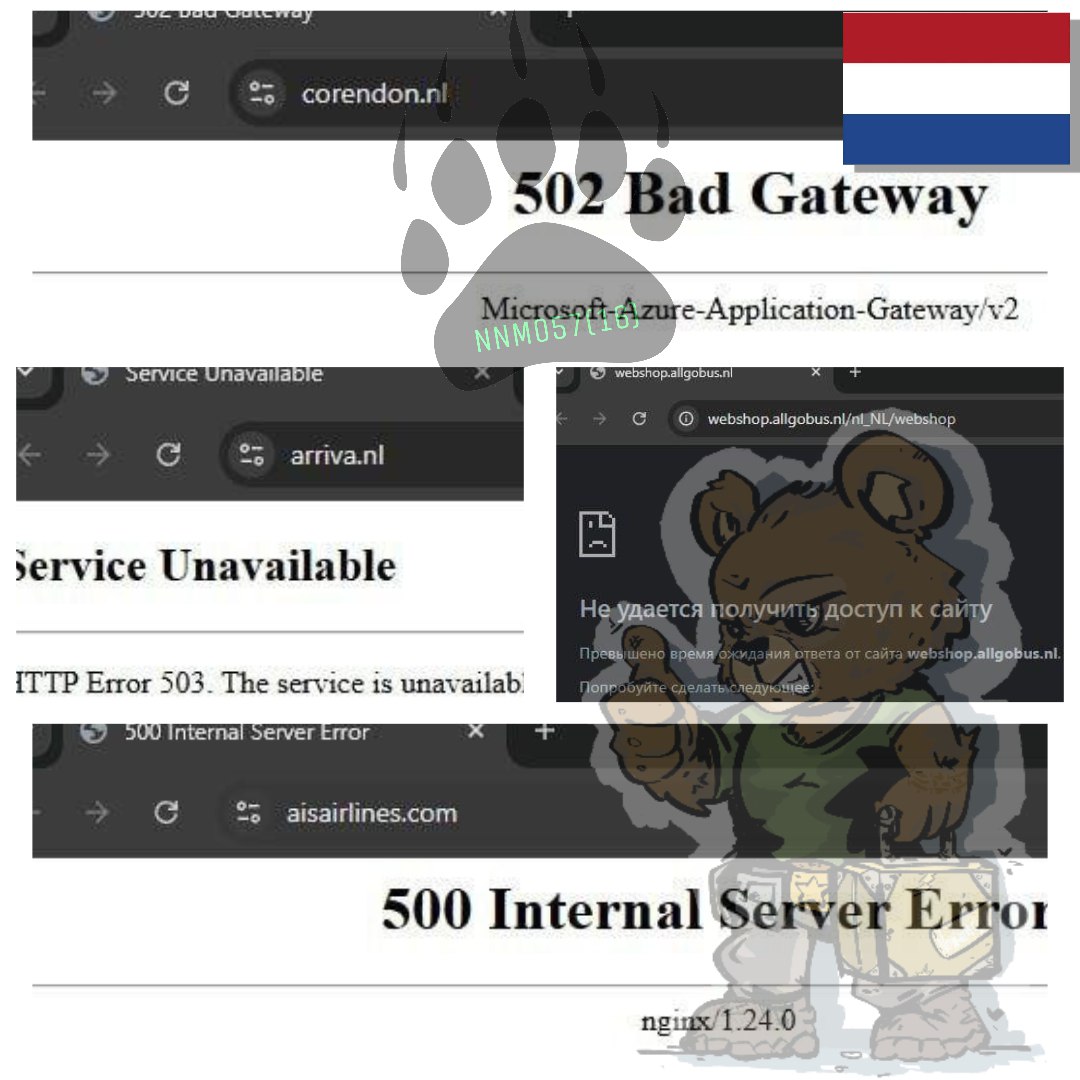 502 Bad Gateway
corendon.nl
502 Bad Gateway
Microsoft-Azure-Application-Gateway/v2
NNM057(16)
Service Unavailable
arriva.nl
Service Unavailable
HTTP Error 503. The service is unavailabl
webshop.allgobus.nl
webshop.allgobus.nl/nl_NL/webshop
Не удается получить доступ к сайту
Превышено время ожидания ответа от сайта webshop.allgobus.nl.
Попробуйте сделать следующее:
500 Internal Server Error
aisairlines.com
500 Internal Server Error
nginx/1.24.0